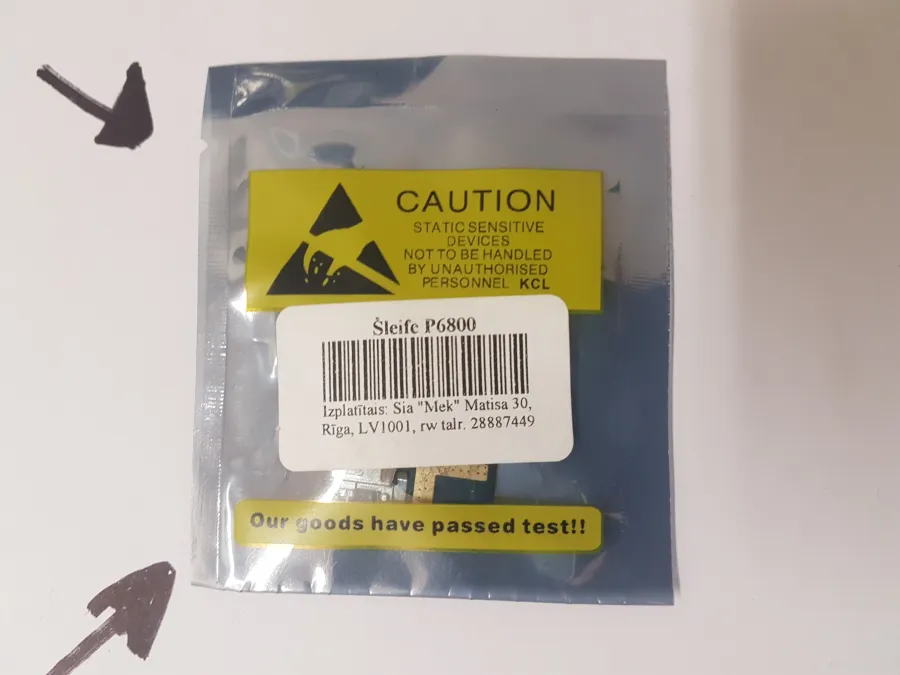 CAUTION
STATIC SENSITIVE
DEVICES
NOT TO BE HANDLED
BY UNAUTHORISED
PERSONNEL KCL
Šleife P6800
Izplatītais: Sia "Mek" Matisa 30,
Rīga, LV1001, rw talr. 28887449
Our goods have passed test!!